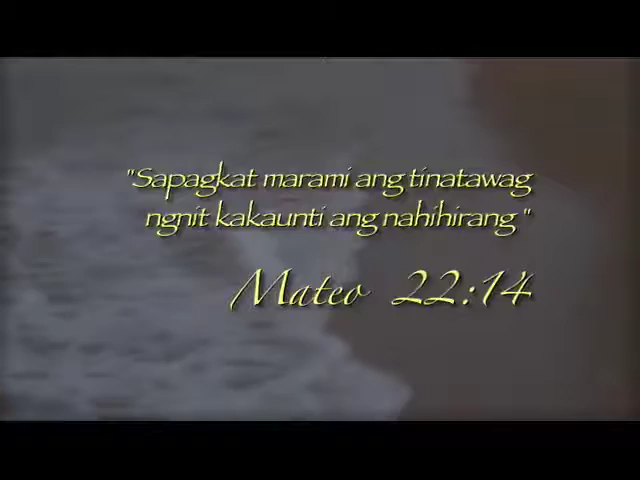 "Sapagkat marami ang tinatawag
ngnit kakaunti ang nahihirang "
Mateo 22:14